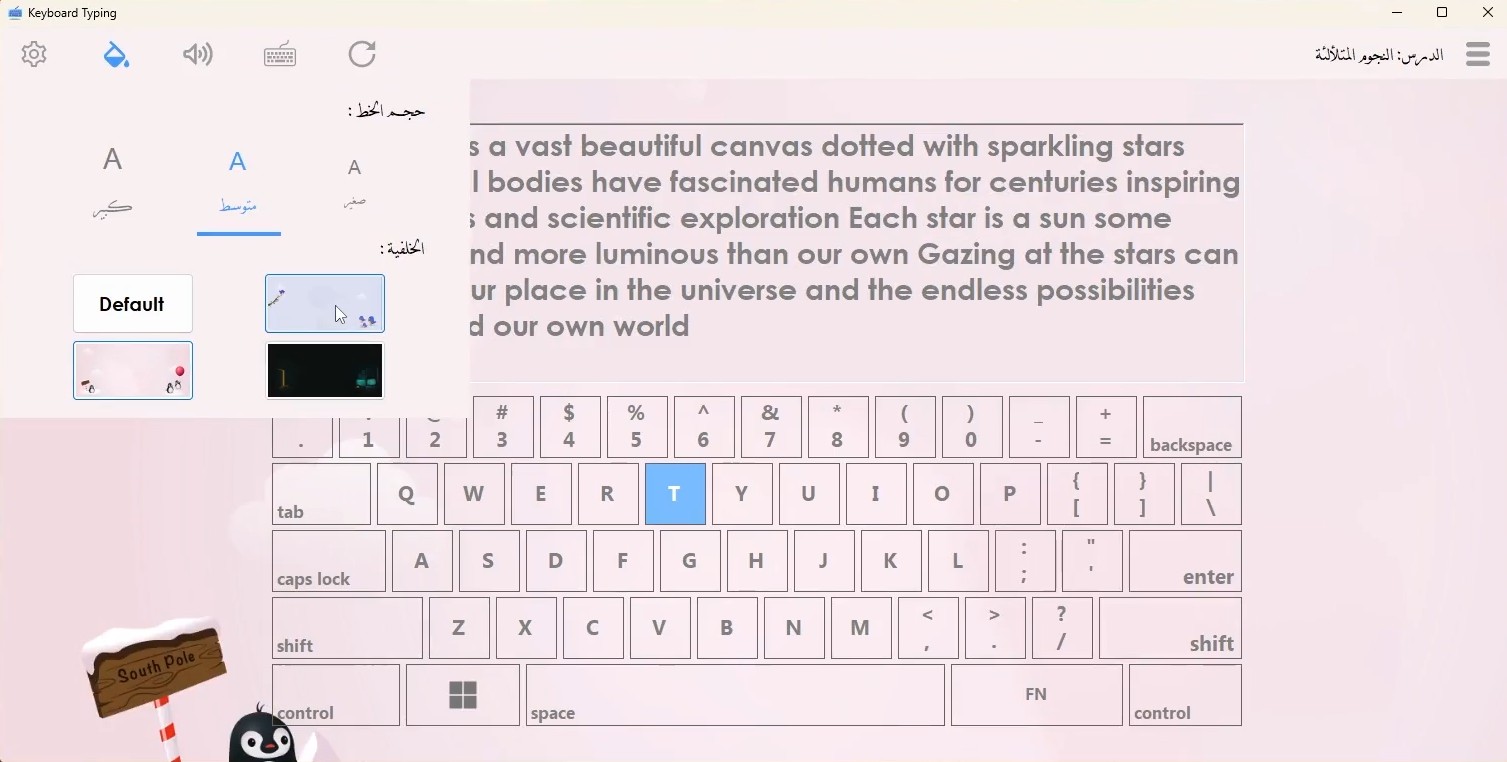 Keyboard Typing
الدرس: النجوم المتلألئة
حجم الخط :
A A A
كبير متوسط صغير
الخلفية :
Default
s a vast beautiful canvas dotted with sparkling stars
l bodies have fascinated humans for centuries inspiring
s and scientific exploration Each star is a sun some
nd more luminous than our own Gazing at the stars can
ur place in the universe and the endless possibilities
d our own world
# $ % ^ & * ( ) _ +
. 1 2 3 4 5 6 7 8 9 0 - = backspace
tab Q W E R T Y U I O P { [ } ] | \
caps lock A S D F G H J K L : ; " ' enter
shift Z X C V B N M < , > . ? / shift
control space FN control
South Pole